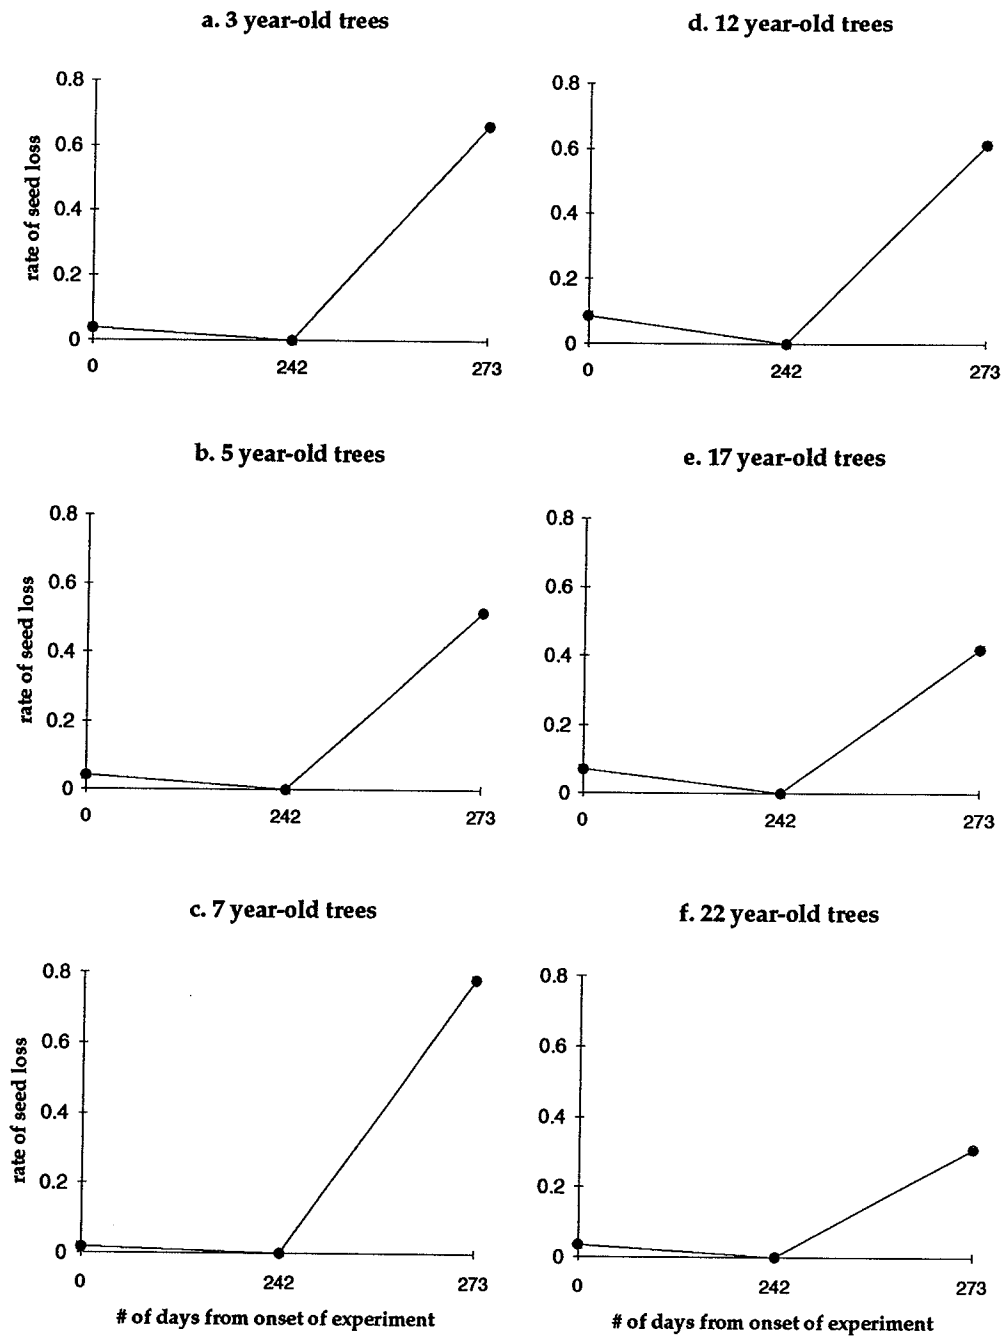 a. 3 year-old trees
0.8
0.6
0.4
0.2
0
rate of seed loss
0 242 273
d. 12 year-old trees
0.8
0.6
0.4
0.2
0
0 242 273
b. 5 year-old trees
0.8
0.6
0.4
0.2
0
rate of seed loss
0 242 273
e. 17 year-old trees
0.8
0.6
0.4
0.2
0
0 242 273
c. 7 year-old trees
0.8
0.6
0.4
0.2
0
rate of seed loss
0 242 273
# of days from onset of experiment
f. 22 year-old trees
0.8
0.6
0.4
0.2
0
0 242 273
# of days from onset of experiment